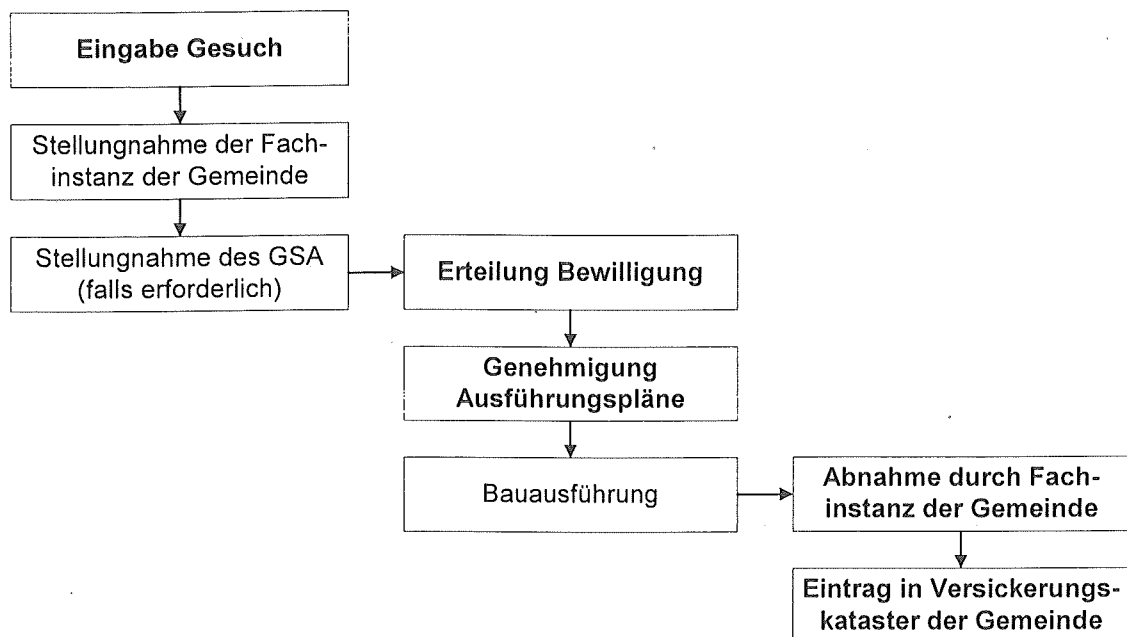 Eingabe Gesuch
Stellungnahme der Fach-
instanz der Gemeinde
Stellungnahme des GSA
(falls erforderlich)
Erteilung Bewilligung
Genehmigung
Ausführungspläne
Bauausführung
Abnahme durch Fach-
instanz der Gemeinde
Eintrag in Versickerungs-
kataster der Gemeinde